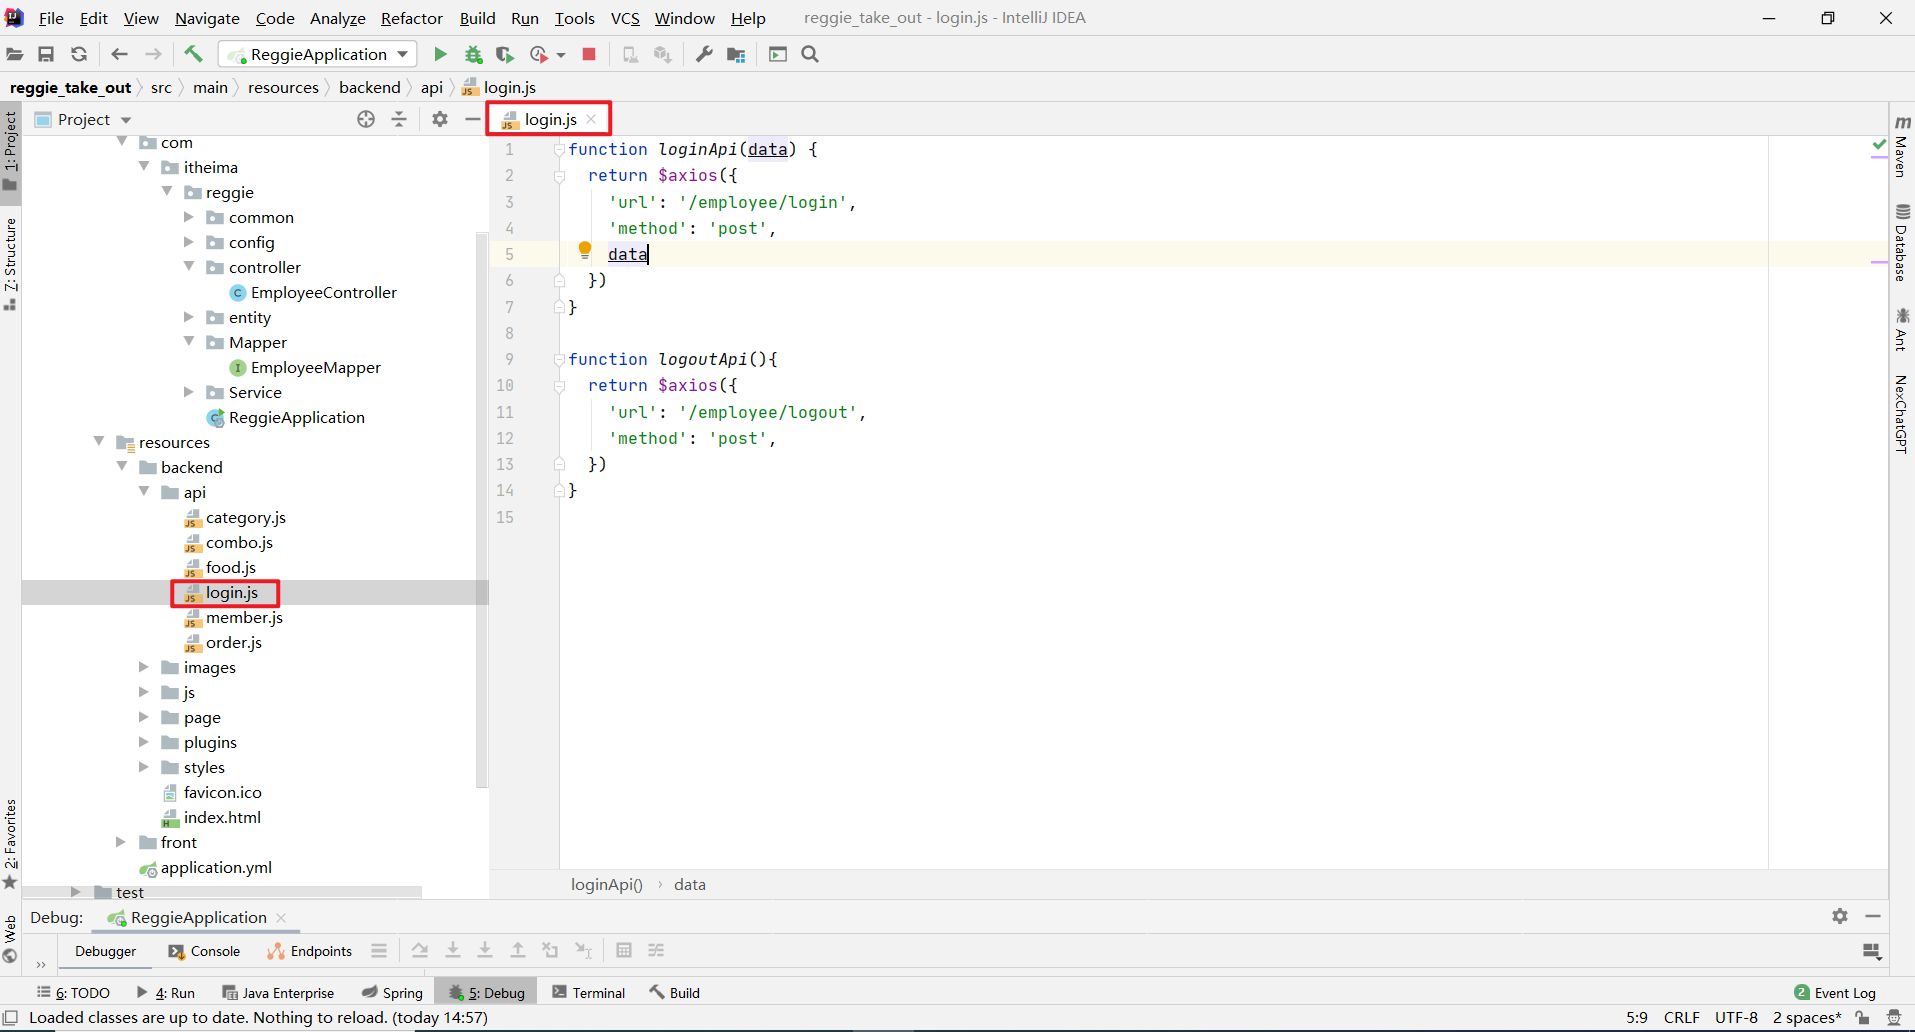 File Edit View Navigate Code Analyze Refactor Build Run Tools VCS Window Help reggie_take_out - login.js - IntelliJ IDEA
ReggieApplication
reggie_take_out src main resources backend api login.js
1: Project
7: Structure
2: Favorites
Web
Project
com
itheima
reggie
common
config
controller
EmployeeController
entity
Mapper
EmployeeMapper
Service
ReggieApplication
resources
backend
api
category.js
combo.js
food.js
login.js
member.js
order.js
images
js
page
plugins
styles
favicon.ico
index.html
front
application.yml
test
login.js
1 function loginApi(data) {
2 return $axios({
3 'url': '/employee/login',
4 'method': 'post',
5 data
6 })
7 }
8
9 function logoutApi(){
10 return $axios({
11 'url': '/employee/logout',
12 'method': 'post',
13 })
14 }
15
loginApi() › data
Maven
Database
Ant
NexChatGPT
Debug: ReggieApplication
Debugger Console Endpoints
6: TODO 4: Run Java Enterprise Spring 5: Debug Terminal Build 2 Event Log
Loaded classes are up to date. Nothing to reload. (today 14:57) 5:9 CRLF UTF-8 2 spaces*